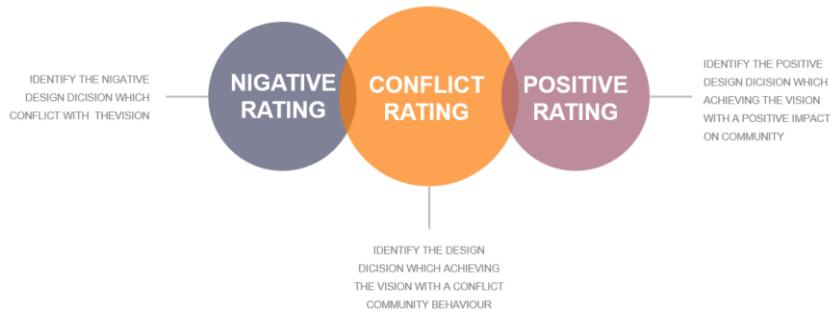 IDENTIFY THE NIGATIVE
DESIGN DICISION WHICH
CONFLICT WITH THEVISION
NIGATIVE
RATING
CONFLICT
RATING
POSITIVE
RATING
IDENTIFY THE POSITIVE
DESIGN DICISION WHICH
ACHIEVING THE VISION
WITH A POSITIVE IMPACT
ON COMMUNITY
IDENTIFY THE DESIGN
DICISION WHICH ACHIEVING
THE VISION WITH A CONFLICT
COMMUNITY BEHAVIOUR